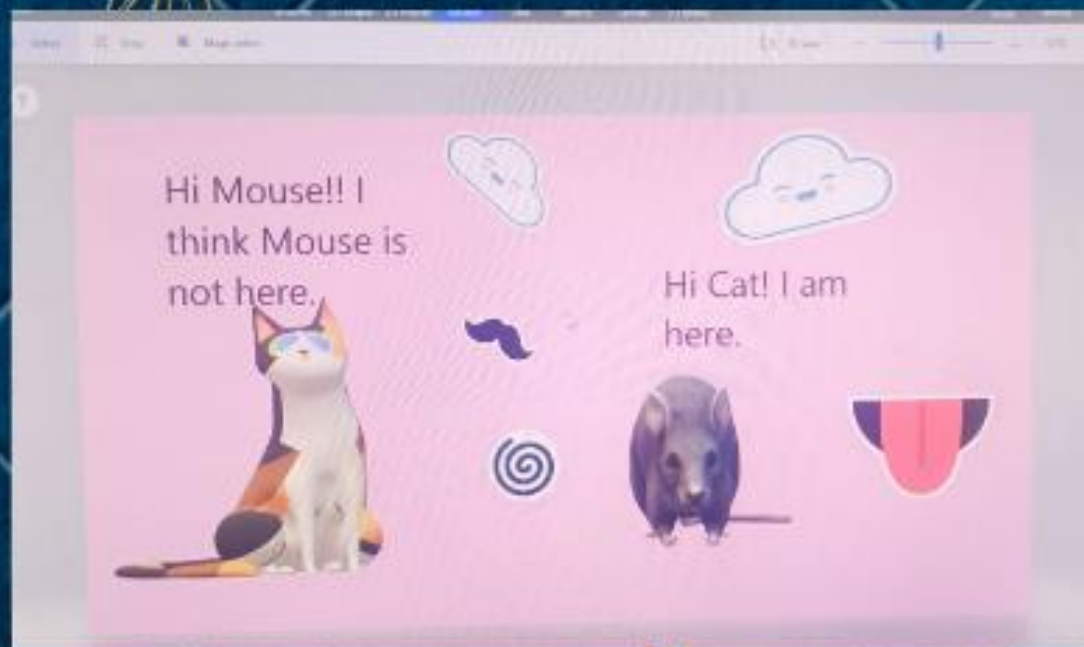 Hi Mouse!! I
think Mouse is
not here.
Hi Cat! I am
here.